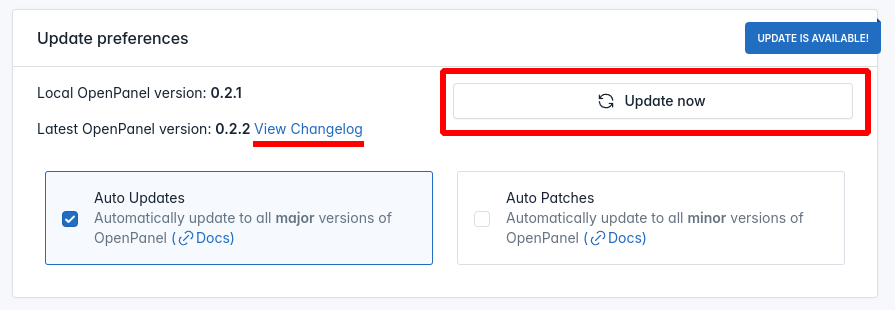 Update preferences
UPDATE IS AVAILABLE!
Local OpenPanel version: 0.2.1
Update now
Latest OpenPanel version: 0.2.2 View Changelog
Auto Updates
Automatically update to all major versions of
OpenPanel (Docs)
Auto Patches
Automatically update to all minor versions of
OpenPanel (Docs)